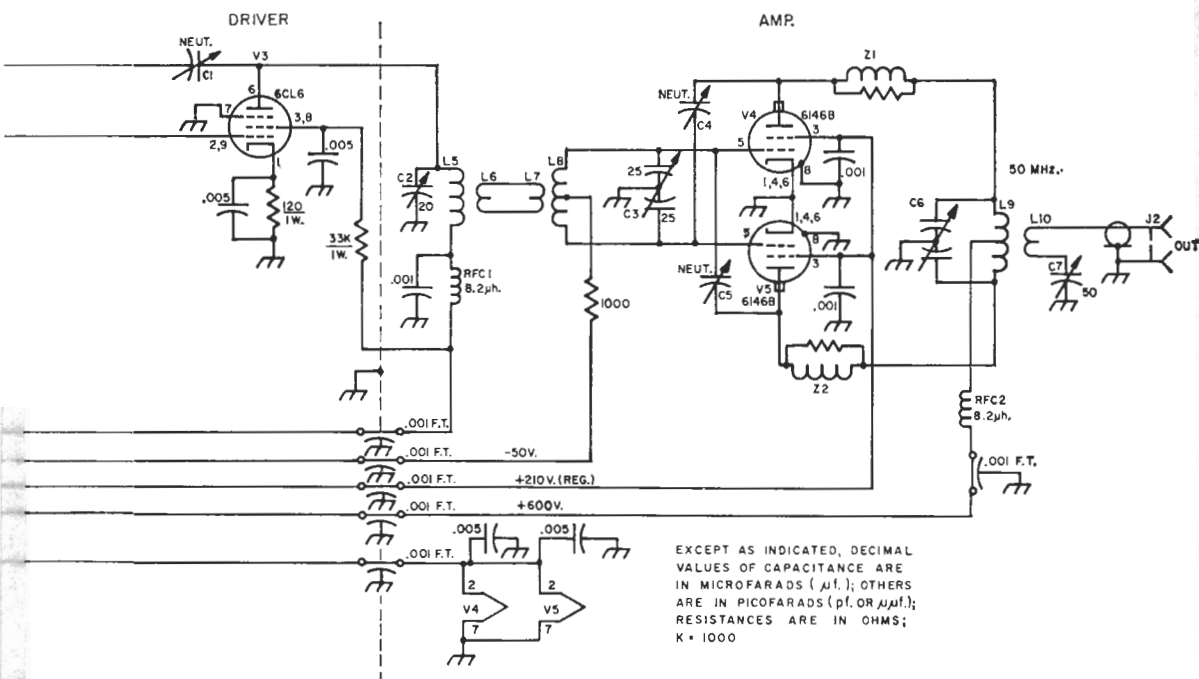 DRIVER
AMP.
NEUT.
C1
V3
6
6CL6
7
3,8
2,9
1
.005
.005
120
1W.
33K
1W.
C2
20
L5
L6
L7
L8
.001
RFC1
8.2µh.
1000
25
C3
25
NEUT.
C4
NEUT.
C5
V4
6146B
3
5
8
1,4,6
.001
1,4,6
5
8
3
V5
6146B
.001
Z1
Z2
50 MHz.
C6
L9
L10
C7
50
J2
OUT
RFC2
8.2µh.
.001 F.T.
.001 F.T.
.001 F.T.
-50V.
.001 F.T.
+210V.(REG.)
.001 F.T.
+600V.
.001 F.T.
.005
.005
2
V4
7
2
V5
7
EXCEPT AS INDICATED, DECIMAL
VALUES OF CAPACITANCE ARE
IN MICROFARADS (µf.); OTHERS
ARE IN PICOFARADS (pf. OR µµf.);
RESISTANCES ARE IN OHMS;
K = 1000